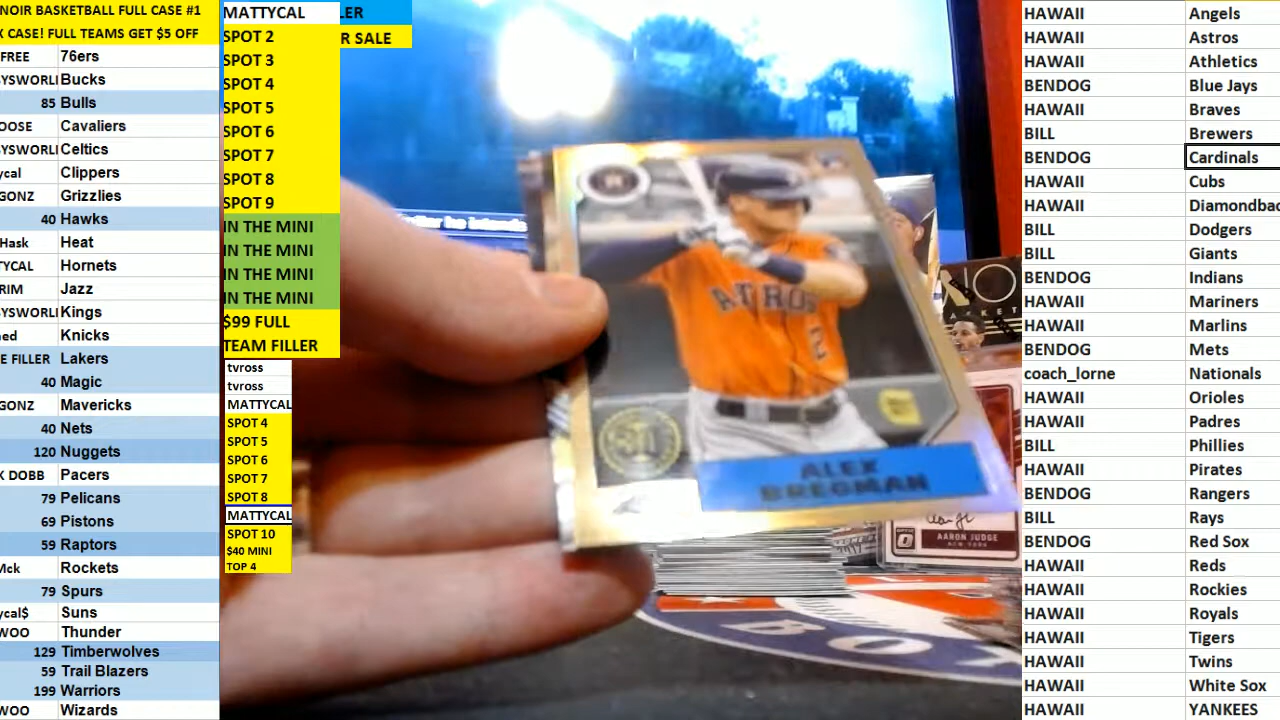 NOIR BASKETBALL FULL CASE #1
X CASE! FULL TEAMS GET $5 OFF
FREE 76ers
YSWORL Bucks
85 Bulls
OOSE Cavaliers
YSWORL Celtics
ycal Clippers
GONZ Grizzlies
40 Hawks
Hask Heat
TYCAL Hornets
RIM Jazz
YSWORL Kings
ed Knicks
E FILLER Lakers
40 Magic
GONZ Mavericks
40 Nets
120 Nuggets
K DOBB Pacers
79 Pelicans
69 Pistons
59 Raptors
Mck Rockets
79 Spurs
ycal$ Suns
WOO Thunder
129 Timberwolves
59 Trail Blazers
199 Warriors
WOO Wizards
MATTYCAL
SPOT 2
SPOT 3
SPOT 4
SPOT 5
SPOT 6
SPOT 7
SPOT 8
SPOT 9
IN THE MINI
IN THE MINI
IN THE MINI
IN THE MINI
$99 FULL
TEAM FILLER
tvross
tvross
MATTYCAL
SPOT 4
SPOT 5
SPOT 6
SPOT 7
SPOT 8
MATTYCAL
SPOT 10
$40 MINI
TOP 4
LER
R SALE
ASTROS
2
ALEX
BREGMAN
NO
AARON JUDGE
NEW YORK
BOX
HAWAII Angels
HAWAII Astros
HAWAII Athletics
BENDOG Blue Jays
HAWAII Braves
BILL Brewers
BENDOG Cardinals
HAWAII Cubs
HAWAII Diamondbac
BILL Dodgers
BILL Giants
BENDOG Indians
HAWAII Mariners
HAWAII Marlins
BENDOG Mets
coach_lorne Nationals
HAWAII Orioles
HAWAII Padres
BILL Phillies
HAWAII Pirates
BENDOG Rangers
BILL Rays
BENDOG Red Sox
HAWAII Reds
HAWAII Rockies
HAWAII Royals
HAWAII Tigers
HAWAII Twins
HAWAII White Sox
HAWAII YANKEES